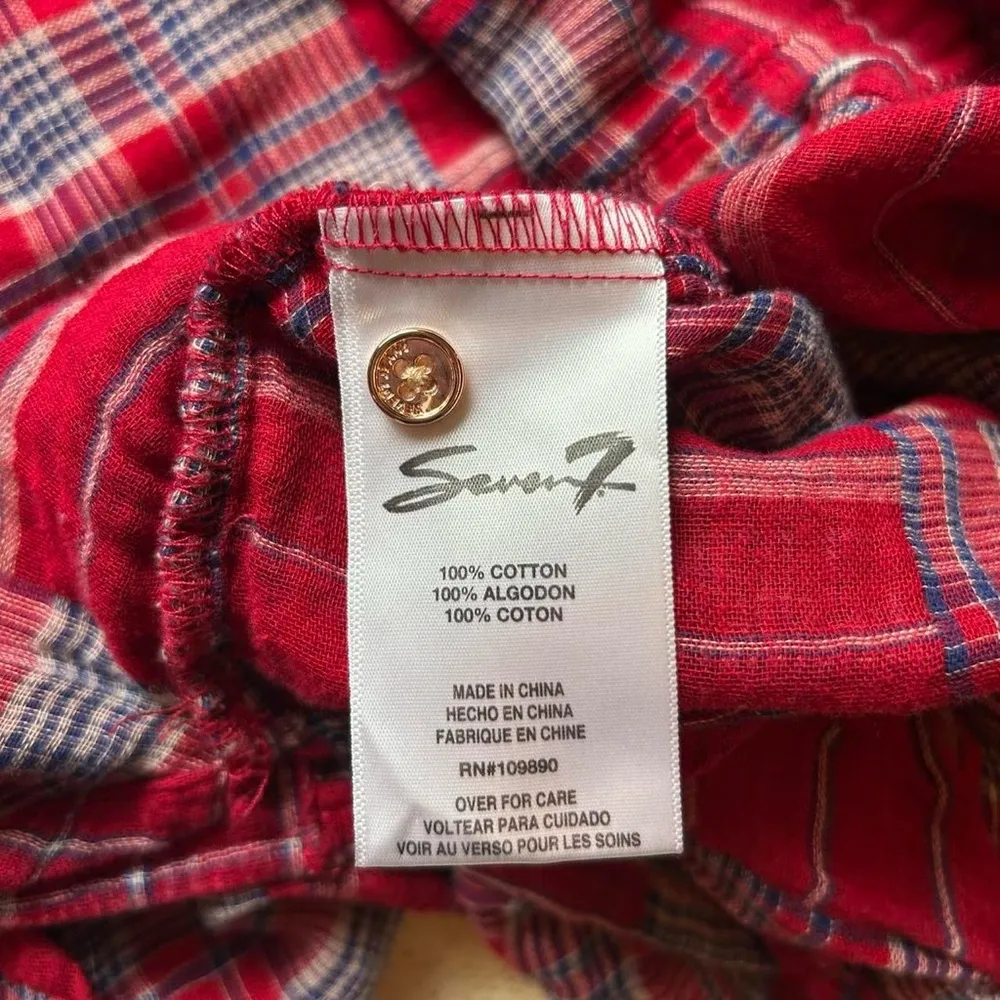 Seven7
100% COTTON
100% ALGODON
100% COTON
MADE IN CHINA
HECHO EN CHINA
FABRIQUE EN CHINE
RN#109890
OVER FOR CARE
VOLTEAR PARA CUIDADO
VOIR AU VERSO POUR LES SOINS